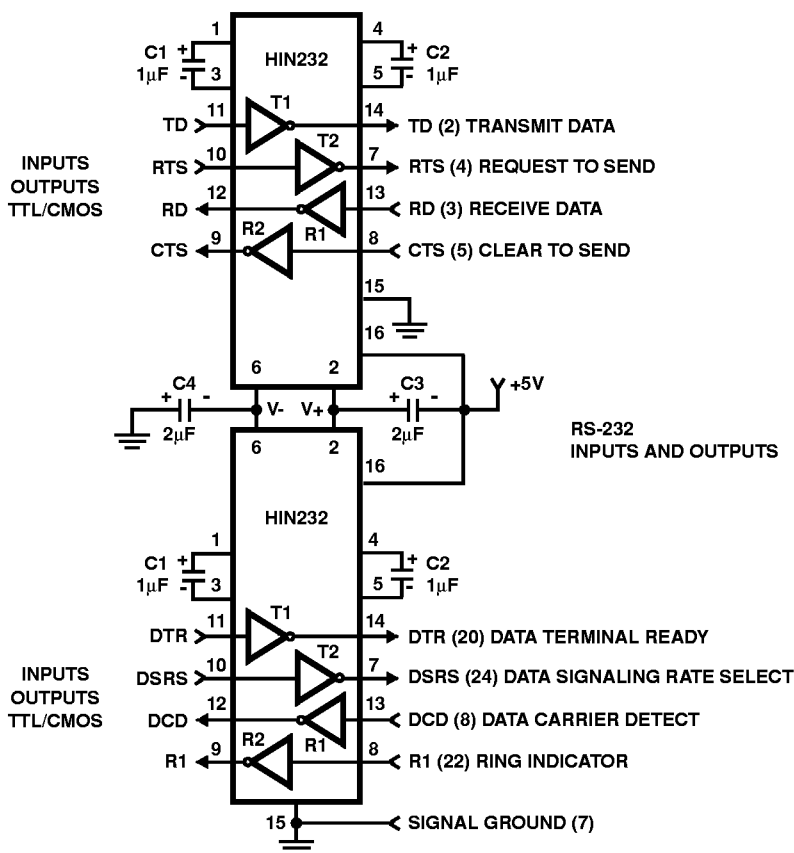 1
4
C1 +
HIN232
+ C2
1µF
-
3
5
-
1µF
T1
TD
11
14
TD (2) TRANSMIT DATA
T2
INPUTS
OUTPUTS
TTL/CMOS
RTS
10
7
RTS (4) REQUEST TO SEND
RD
12
13
RD (3) RECEIVE DATA
R2
R1
CTS
9
8
CTS (5) CLEAR TO SEND
15
16
6
2
C4
+
-
2µF
V-
V+
C3
+
-
2µF
+5V
RS-232
INPUTS AND OUTPUTS
6
2
16
HIN232
1
4
C1 +
+ C2
1µF
-
3
5
-
1µF
T1
DTR
11
14
DTR (20) DATA TERMINAL READY
T2
INPUTS
OUTPUTS
TTL/CMOS
DSRS
10
7
DSRS (24) DATA SIGNALING RATE SELECT
DCD
12
13
DCD (8) DATA CARRIER DETECT
R2
R1
R1
9
8
R1 (22) RING INDICATOR
15
SIGNAL GROUND (7)